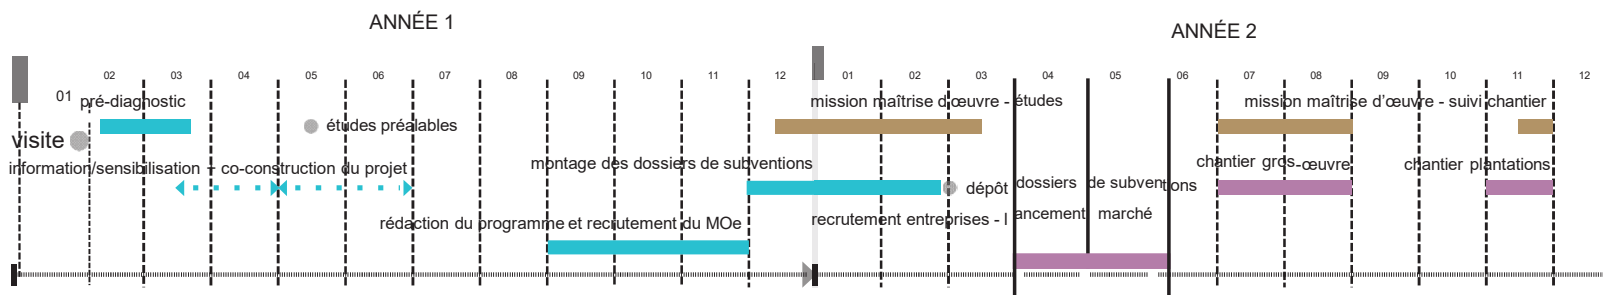 ANNÉE 1
ANNÉE 2
01 02 03 04 05 06 07 08 09 10 11 12 01 02 03 04 05 06 07 08 09 10 11 12
pré-diagnostic
mission maîtrise d'œuvre - études
mission maîtrise d'œuvre - suivi chantier
visite
études préalables
information/sensibilisation - co-construction du projet
montage des dossiers de subventions
dépôt dossiers de subventions
chantier gros-œuvre
chantier plantations
rédaction du programme et recrutement du MOe
recrutement entreprises - lancement marché